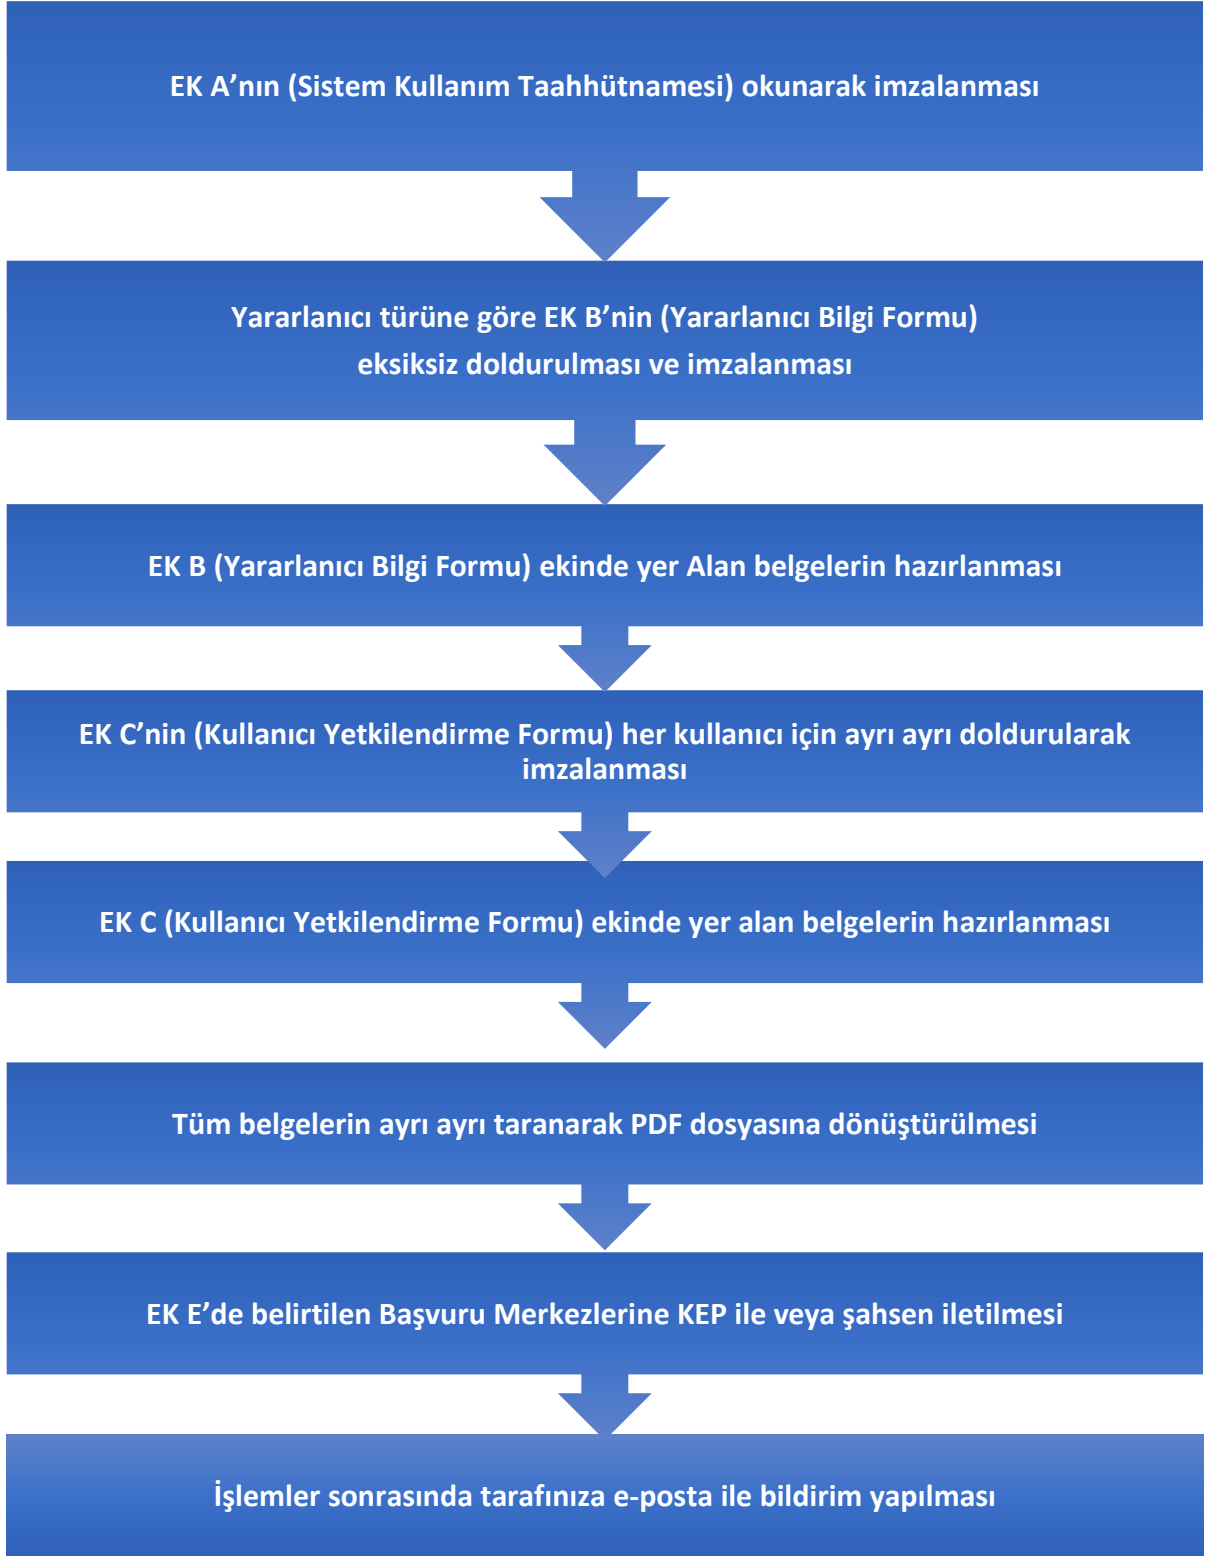 EK A’nın (Sistem Kullanım Taahhütnamesi) okunarak imzalanması
Yararlanıcı türüne göre EK B’nin (Yararlanıcı Bilgi Formu)
eksiksiz doldurulması ve imzalanması
EK B (Yararlanıcı Bilgi Formu) ekinde yer Alan belgelerin hazırlanması
EK C’nin (Kullanıcı Yetkilendirme Formu) her kullanıcı için ayrı ayrı doldurularak
imzalanması
EK C (Kullanıcı Yetkilendirme Formu) ekinde yer alan belgelerin hazırlanması
Tüm belgelerin ayrı ayrı taranarak PDF dosyasına dönüştürülmesi
EK E’de belirtilen Başvuru Merkezlerine KEP ile veya şahsen iletilmesi
İşlemler sonrasında tarafınıza e-posta ile bildirim yapılması